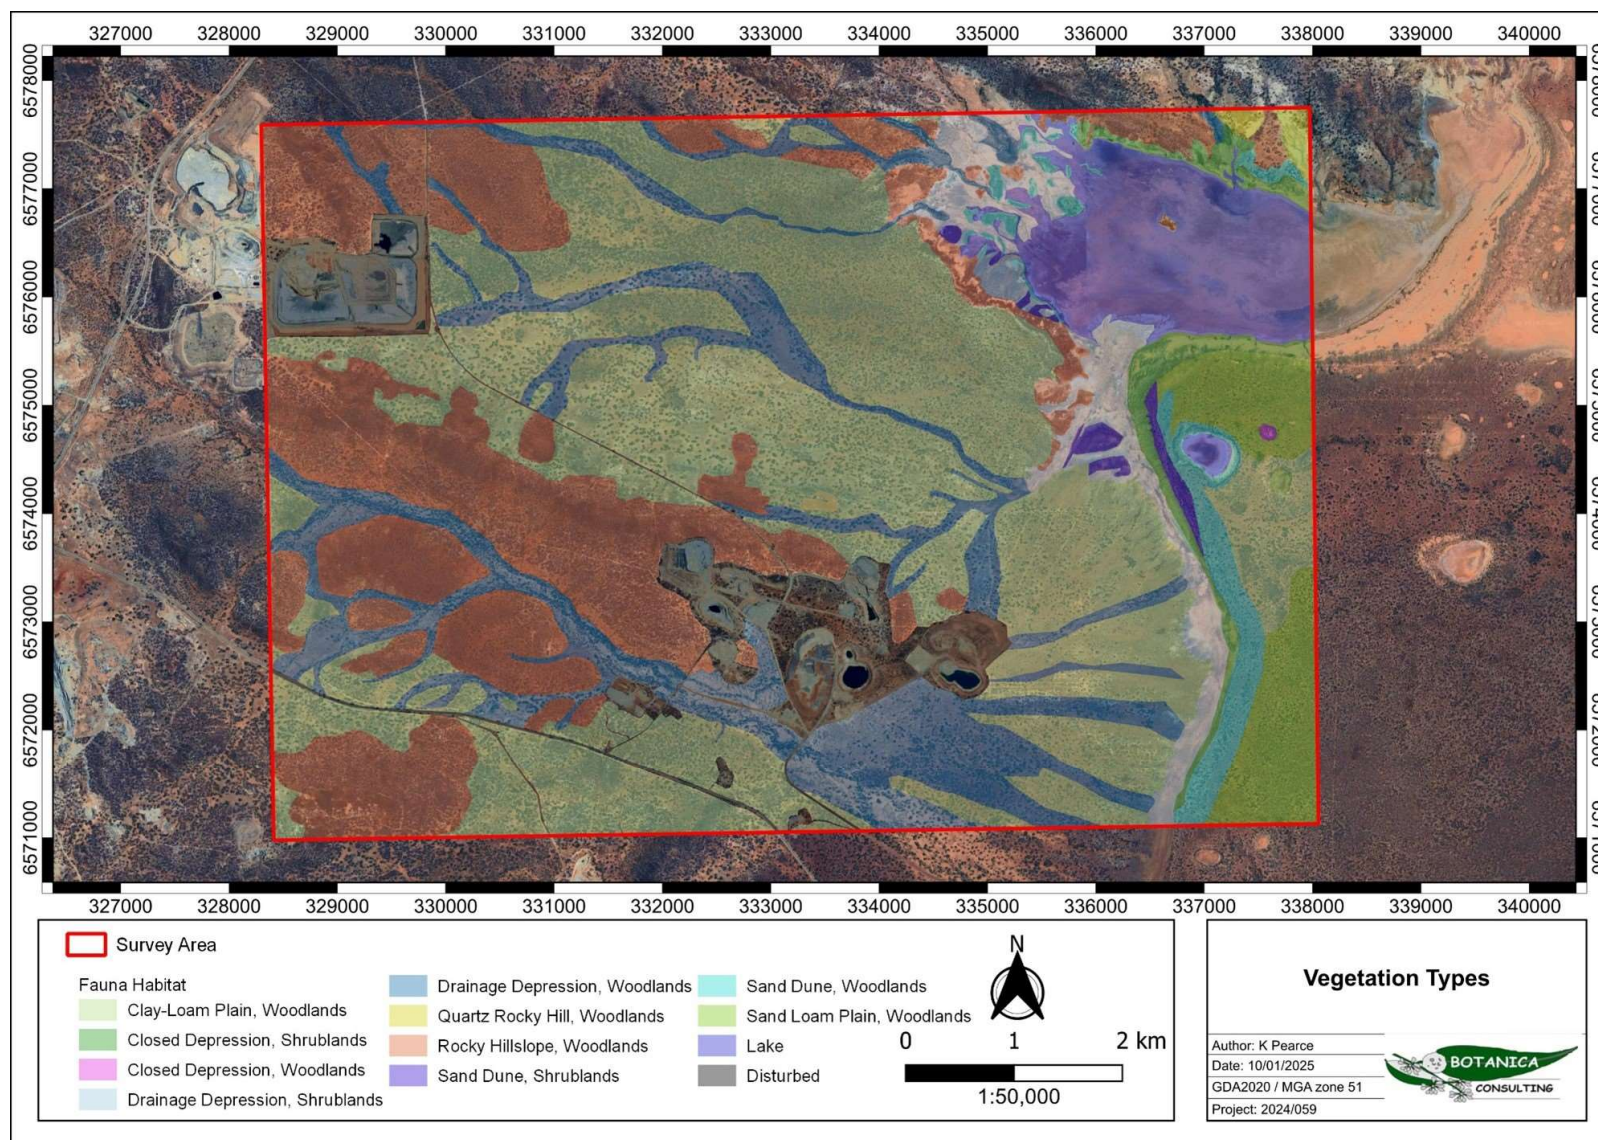 327000 328000 329000 330000 331000 332000 333000 334000 335000 336000 337000 338000 339000 340000
6578000
6577000
6576000
6575000
6574000
6573000
6572000
6571000
327000 328000 329000 330000 331000 332000 333000 334000 335000 336000 337000 338000 339000 340000
Survey Area
Fauna Habitat
Clay-Loam Plain, Woodlands
Closed Depression, Shrublands
Closed Depression, Woodlands
Drainage Depression, Shrublands
Drainage Depression, Woodlands
Quartz Rocky Hill, Woodlands
Rocky Hillslope, Woodlands
Sand Dune, Shrublands
Sand Dune, Woodlands
Sand Loam Plain, Woodlands
Lake
Disturbed
N
0 1 2 km
1:50,000
Vegetation Types
Author: K Pearce
Date: 10/01/2025
GDA2020 / MGA zone 51
Project: 2024/059
BOTANICA
CONSULTING